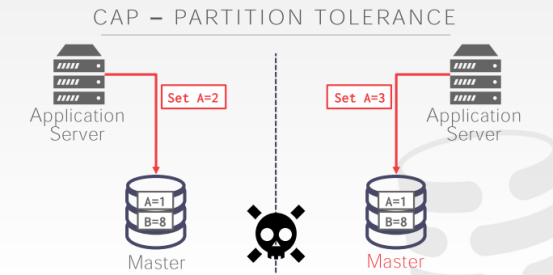 CAP – PARTITION TOLERANCE
Application
Server
Set A=2
A=1
B=8
Master
Application
Server
Set A=3
A=1
B=8
Master